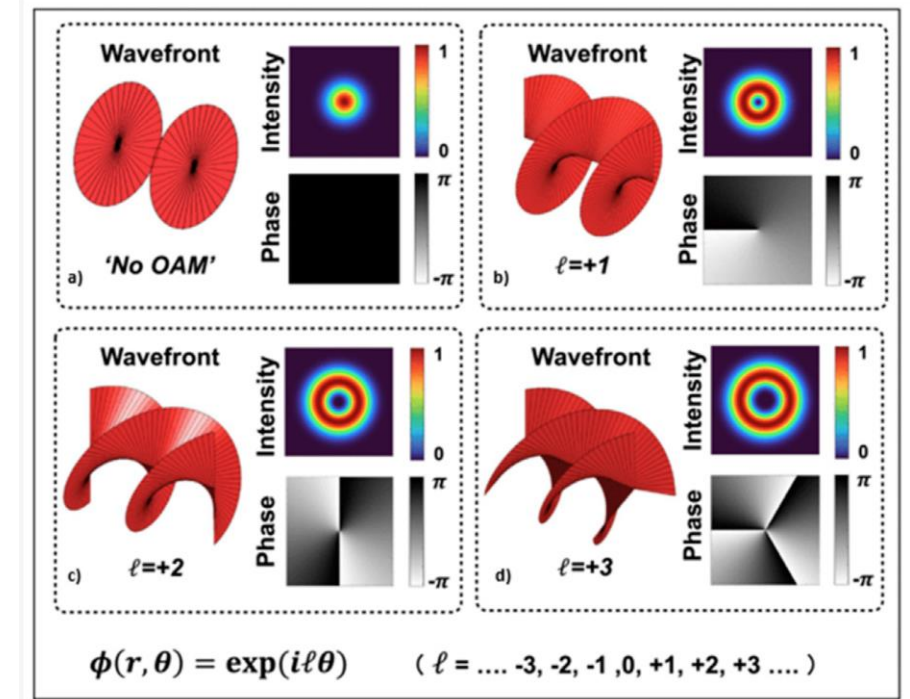 Wavefront
Intensity
1
0
Phase
π
-π
'No OAM'
a)
Wavefront
Intensity
1
0
Phase
π
-π
ℓ=+1
b)
Wavefront
Intensity
1
0
Phase
π
-π
ℓ=+2
c)
Wavefront
Intensity
1
0
Phase
π
-π
ℓ=+3
d)
ϕ(r,θ) = exp(iℓθ) ( ℓ = .... -3, -2, -1 ,0, +1, +2, +3 .... )